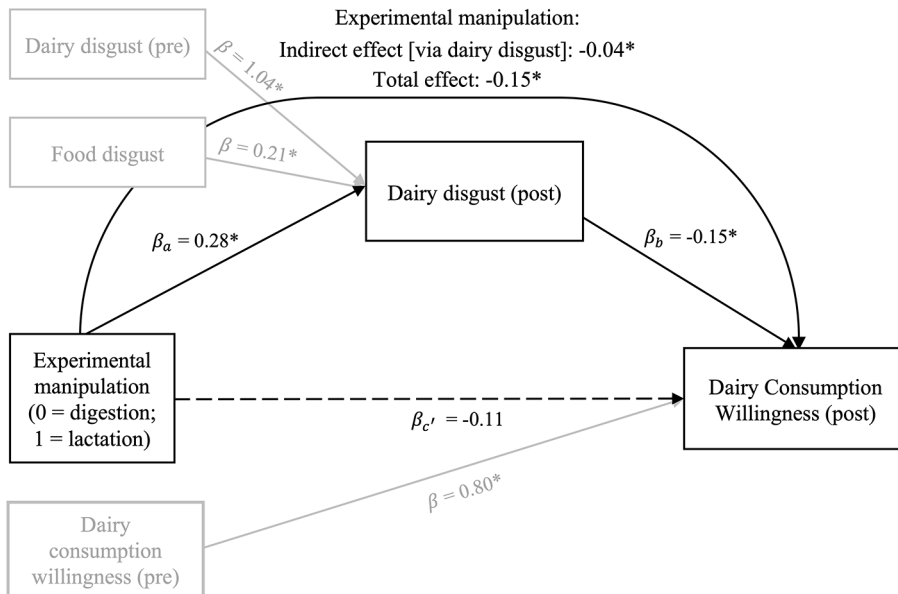 Experimental manipulation:
Indirect effect [via dairy disgust]: -0.04*
Total effect: -0.15*
Dairy disgust (pre)
β = 1.04*
Food disgust
β = 0.21*
Dairy disgust (post)
βa = 0.28*
βb = -0.15*
Experimental
manipulation
(0 = digestion;
1 = lactation)
Dairy Consumption
Willingness (post)
βc′ = -0.11
β = 0.80*
Dairy
consumption
willingness (pre)